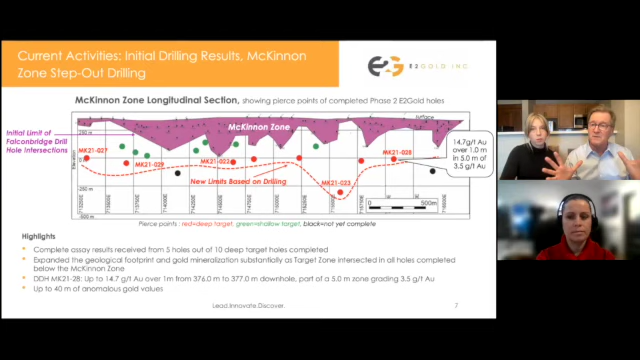 Current Activities: Initial Drilling Results, McKinnon
Zone Step-Out Drilling
E2GOLD INC
McKinnon Zone Longitudinal Section, showing pierce points of completed Phase 2 E2Gold holes
Initial Limit of
Falconbridge Drill
Hole Intersections
surface
McKinnon Zone
Elevation
MK21-027
MK21-029
MK21-022
MK21-028
New Limits Based on Drilling
MK21-023
14.7g/t Au
over 1.0 m
in 5.0 m of
3.5 g/t Au
0
500m
Pierce points: red=deep target, green=shallow target, black=not yet complete
Highlights
Complete assay results received from 5 holes out of 10 deep target holes completed
Expanded the geological footprint and gold mineralization substantially as Target Zone intersected in all holes completed
below the McKinnon Zone
DDH MK21-28: Up to 14.7 g/t Au over 1m from 376.0 m to 377.0 m downhole, part of a 5.0 m zone grading 3.5 g/t Au
Up to 40 m of anomalous gold values
Lead.Innovate.Discover.
7